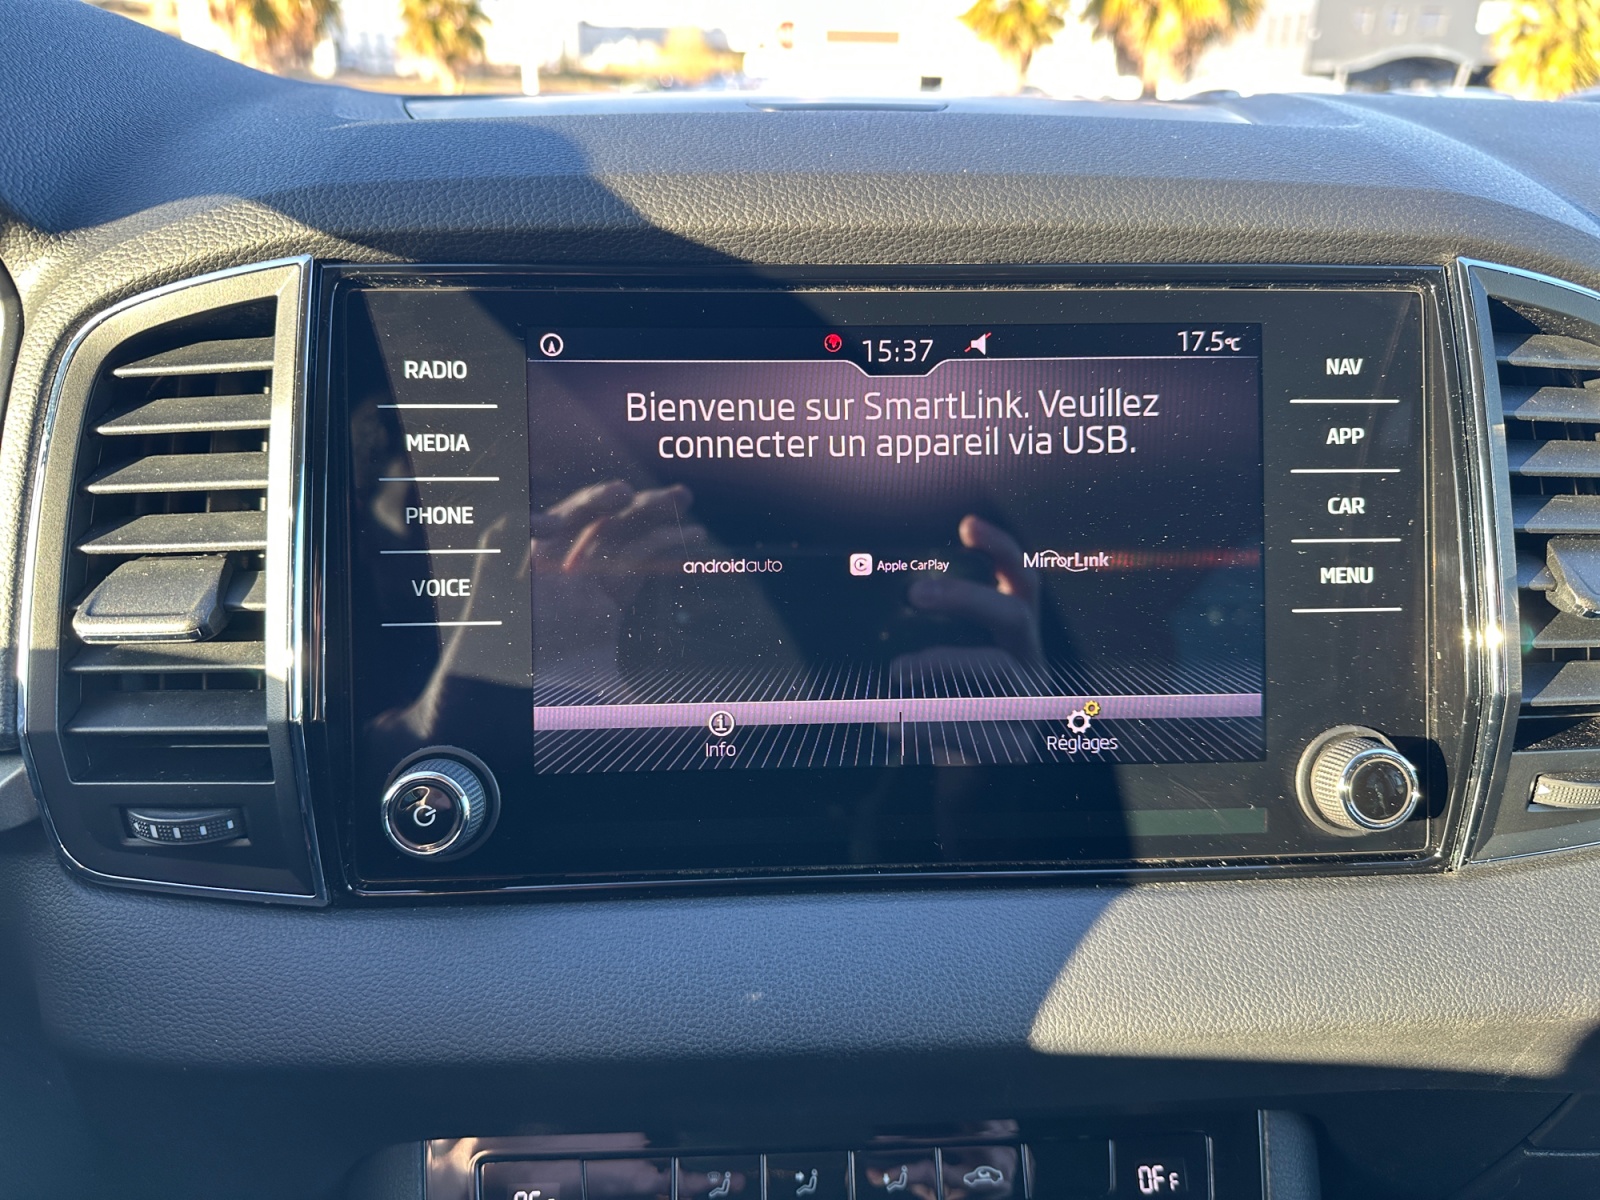 15:37
17.5°C
Bienvenue sur SmartLink. Veuillez
connecter un appareil via USB.
androidauto
Apple CarPlay
MirrorLink
Info
Réglages
RADIO
MEDIA
PHONE
VOICE
NAV
APP
CAR
MENU
OFF